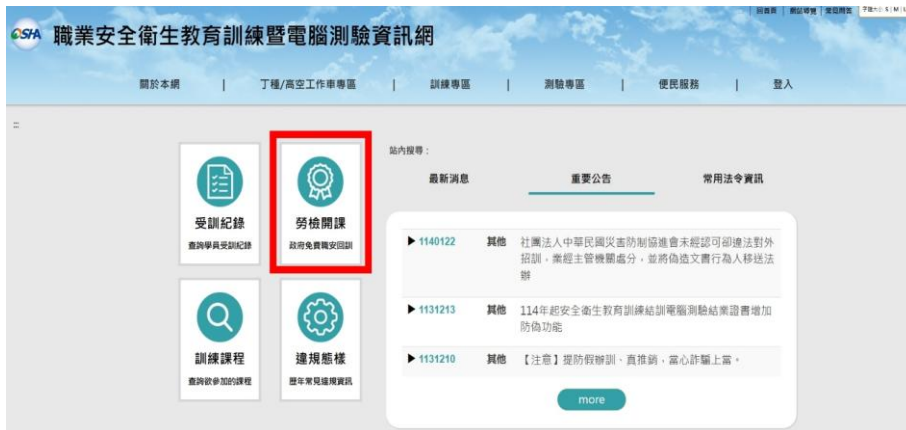 回首頁 | 網站導覽 | 常見問答 字體大小 S | M | L
OSHA 職業安全衛生教育訓練暨電腦測驗資訊網
關於本網 | 丁種/高空工作車專區 | 訓練專區 | 測驗專區 | 便民服務 | 登入
:::
受訓紀錄
查詢學員受訓紀錄
勞檢開課
政府免費職安回訓
訓練課程
查詢欲參加的課程
違規態樣
歷年常見違規資訊
站內搜尋：
最新消息 重要公告 常用法令資訊
▶ 1140122 其他 社團法人中華民國災害防制協進會未經認可卻違法對外
招訓，業經主管機關處分，並將偽造文書行為人移送法
辦
▶ 1131213 其他 114年起安全衛生教育訓練結訓電腦測驗結業證書增加
防偽功能
▶ 1131210 其他 【注意】提防假辦訓、真推銷，當心詐騙上當。
more